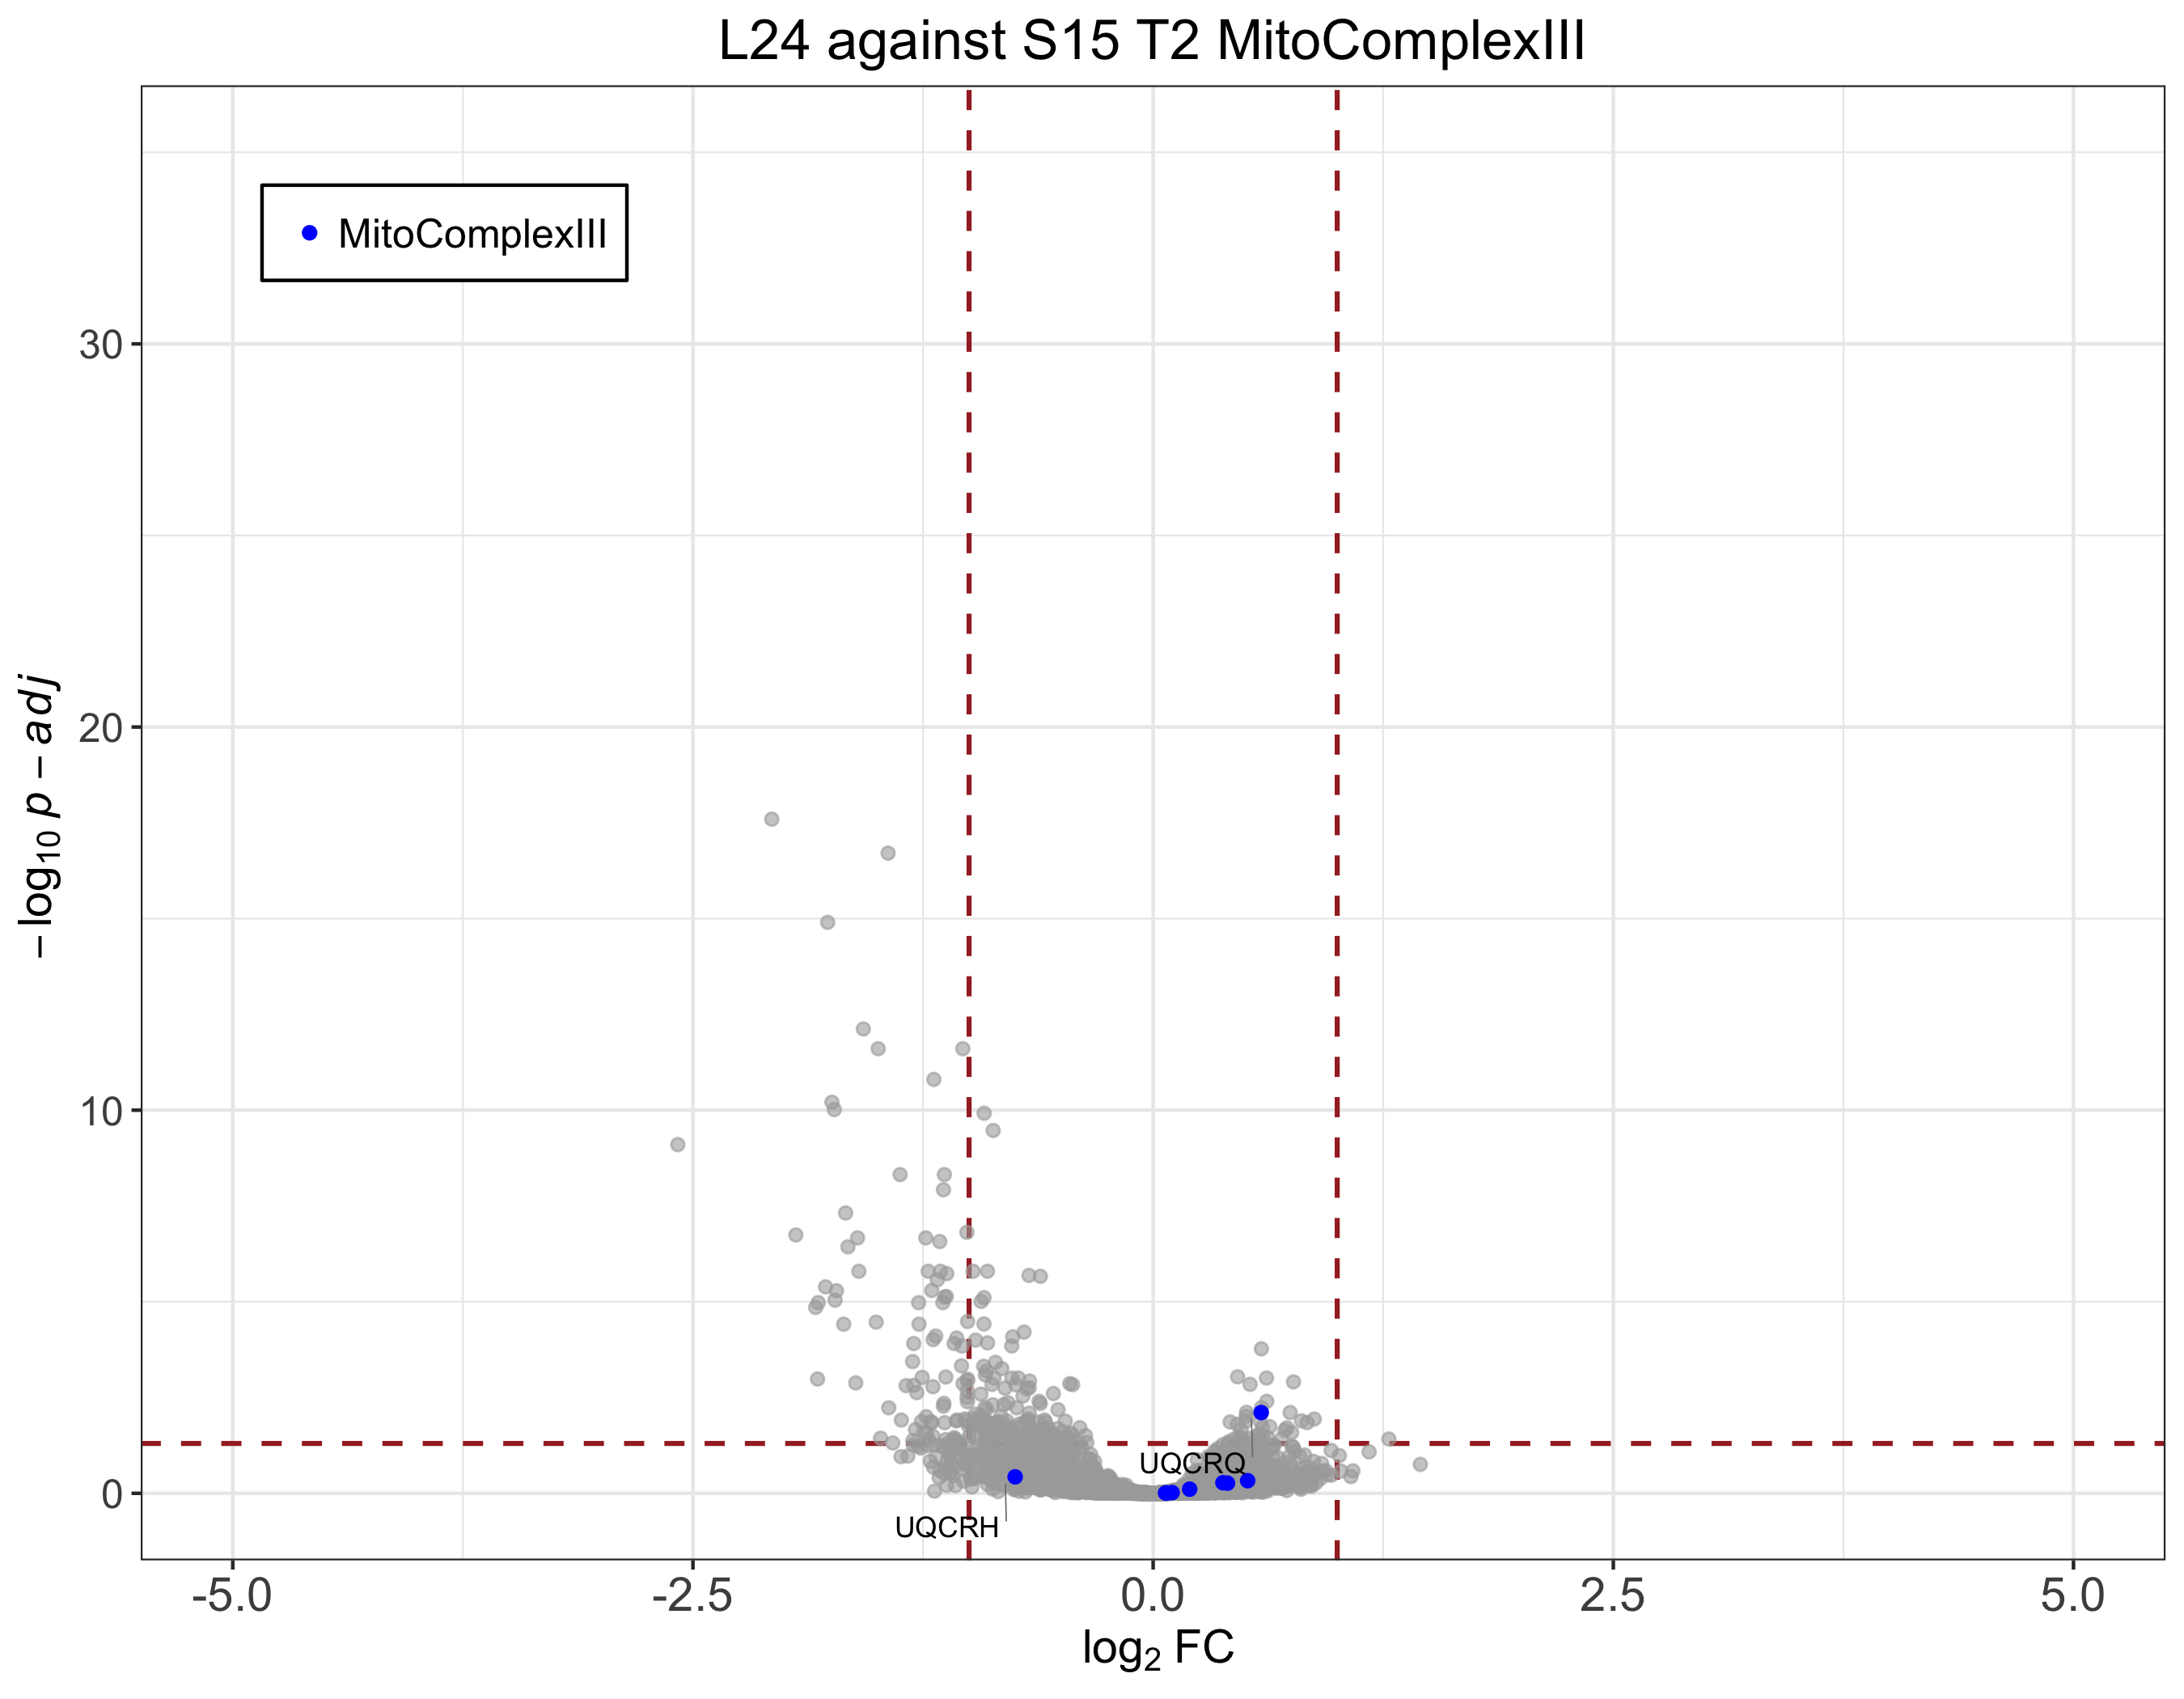 L24 against S15 T2 MitoComplexIII
MitoComplexIII
30
20
10
0
−log10 p − adj
UQCRQ
UQCRH
-5.0 -2.5 0.0 2.5 5.0
log2 FC